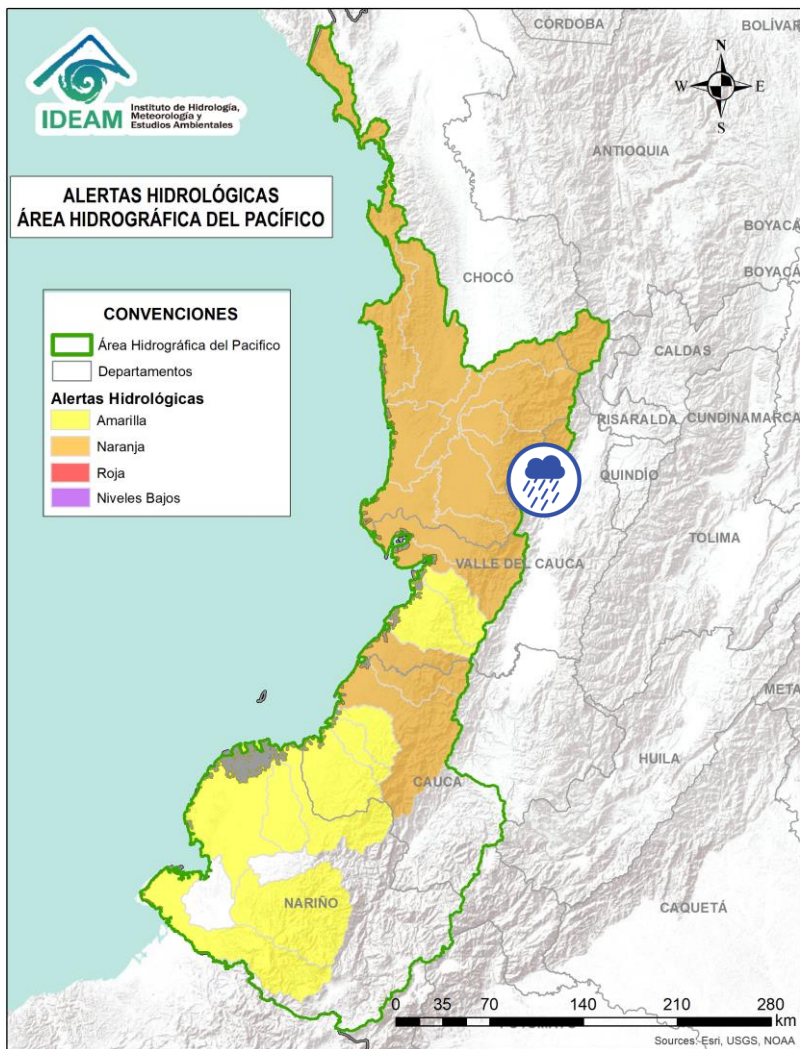 IDEAM
Instituto de Hidrología,
Meteorología y
Estudios Ambientales
ALERTAS HIDROLÓGICAS
ÁREA HIDROGRÁFICA DEL PACÍFICO
CONVENCIONES
Área Hidrográfica del Pacifico
Departamentos
Alertas Hidrológicas
Amarilla
Naranja
Roja
Niveles Bajos
N
W
E
S
CÓRDOBA
BOLÍVAR
ANTIOQUIA
BOYACÁ
BOYACÁ
CHOCÓ
CALDAS
RISARALDA
CUNDINAMARCA
QUINDÍO
TOLIMA
VALLE DEL CAUCA
META
HUILA
CAUCA
NARIÑO
CAQUETÁ
0 35 70 140 210 280
km
Sources: Esri, USGS, NOAA